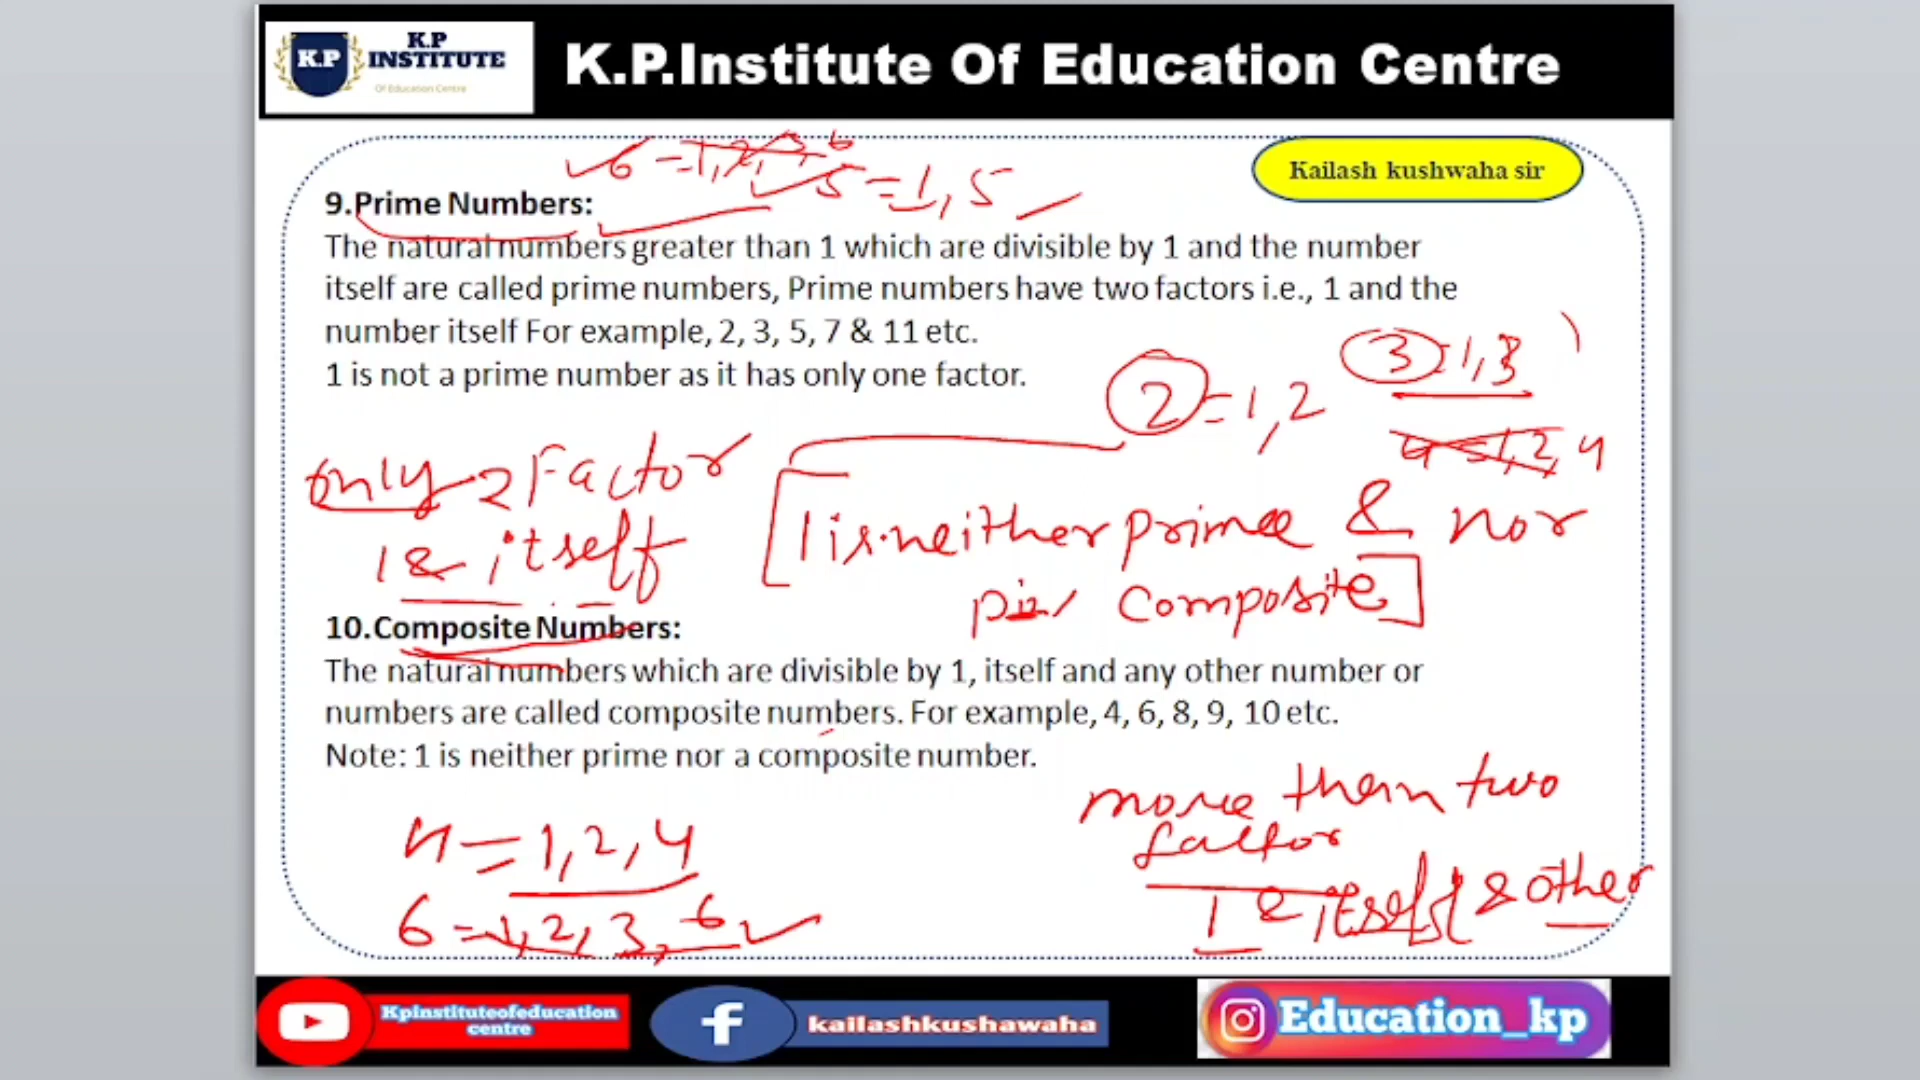 K.P
K.P
INSTITUTE
Of Education Centre
K.P.Institute Of Education Centre
Kailash kushwaha sir
6 = 1, 2, 3, 6
5 = 1, 5
9.Prime Numbers:
The natural numbers greater than 1 which are divisible by 1 and the number
itself are called prime numbers, Prime numbers have two factors i.e., 1 and the
number itself For example, 2, 3, 5, 7 & 11 etc.
1 is not a prime number as it has only one factor.
3 = 1, 3
2 = 1, 2
4 = 1, 2, 4
only 2 Factor
1 & itself
1 is neither prime & nor
composite
10.Composite Numbers:
The natural numbers which are divisible by 1, itself and any other number or
numbers are called composite numbers. For example, 4, 6, 8, 9, 10 etc.
Note: 1 is neither prime nor a composite number.
more than two
factor
1 & itself & other
4 = 1, 2, 4
6 = 1, 2, 3, 6
Kpinstituteofeducation
centre
kailashkushawaha
Education_kp